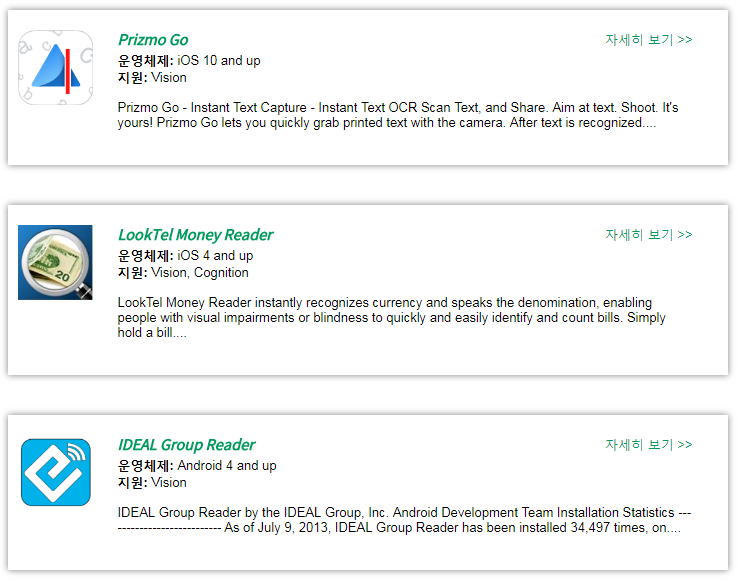 Prizmo Go
자세히 보기 >>
운영체제: iOS 10 and up
지원: Vision
Prizmo Go - Instant Text Capture - Instant Text OCR Scan Text, and Share. Aim at text. Shoot. It's
yours! Prizmo Go lets you quickly grab printed text with the camera. After text is recognized....
LookTel Money Reader
자세히 보기 >>
운영체제: iOS 4 and up
지원: Vision, Cognition
LookTel Money Reader instantly recognizes currency and speaks the denomination, enabling
people with visual impairments or blindness to quickly and easily identify and count bills. Simply
hold a bill....
IDEAL Group Reader
자세히 보기 >>
운영체제: Android 4 and up
지원: Vision
IDEAL Group Reader by the IDEAL Group, Inc. Android Development Team Installation Statistics ---
------------------------ As of July 9, 2013, IDEAL Group Reader has been installed 34,497 times, on....